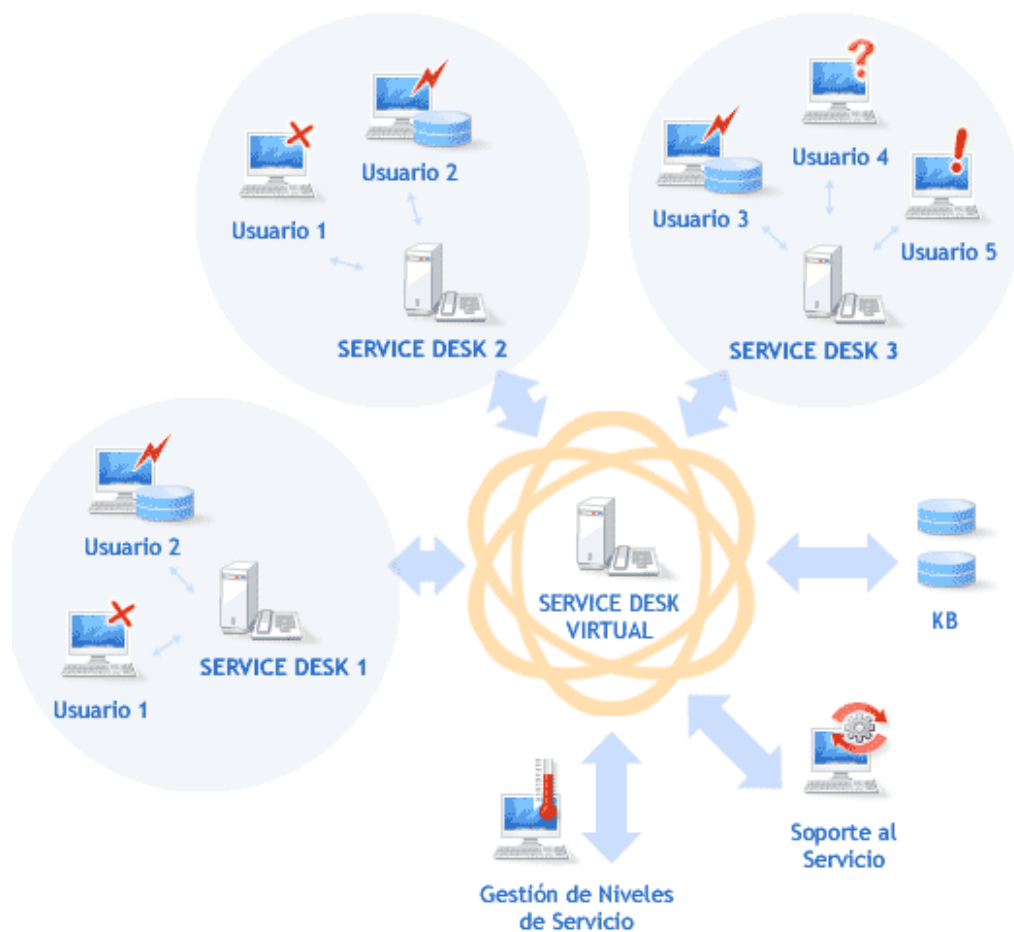 Usuario 4
Usuario 2
Usuario 1
Usuario 3
Usuario 5
SERVICE DESK 2
SERVICE DESK 3
Usuario 2
SERVICE DESK
VIRTUAL
KB
SERVICE DESK 1
Usuario 1
Soporte al
Servicio
Gestión de Niveles
de Servicio